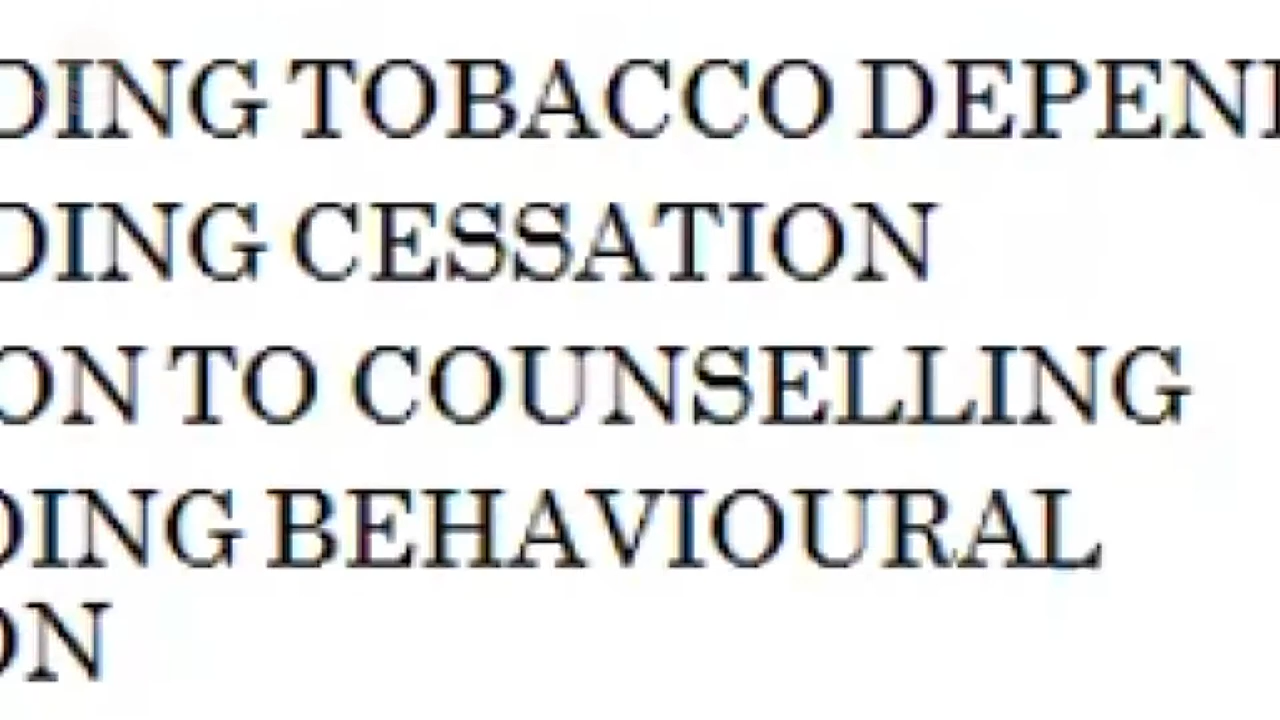 DING TOBACCO DEPEN
DING CESSATION
ON TO COUNSELLING
DING BEHAVIOURAL
ON